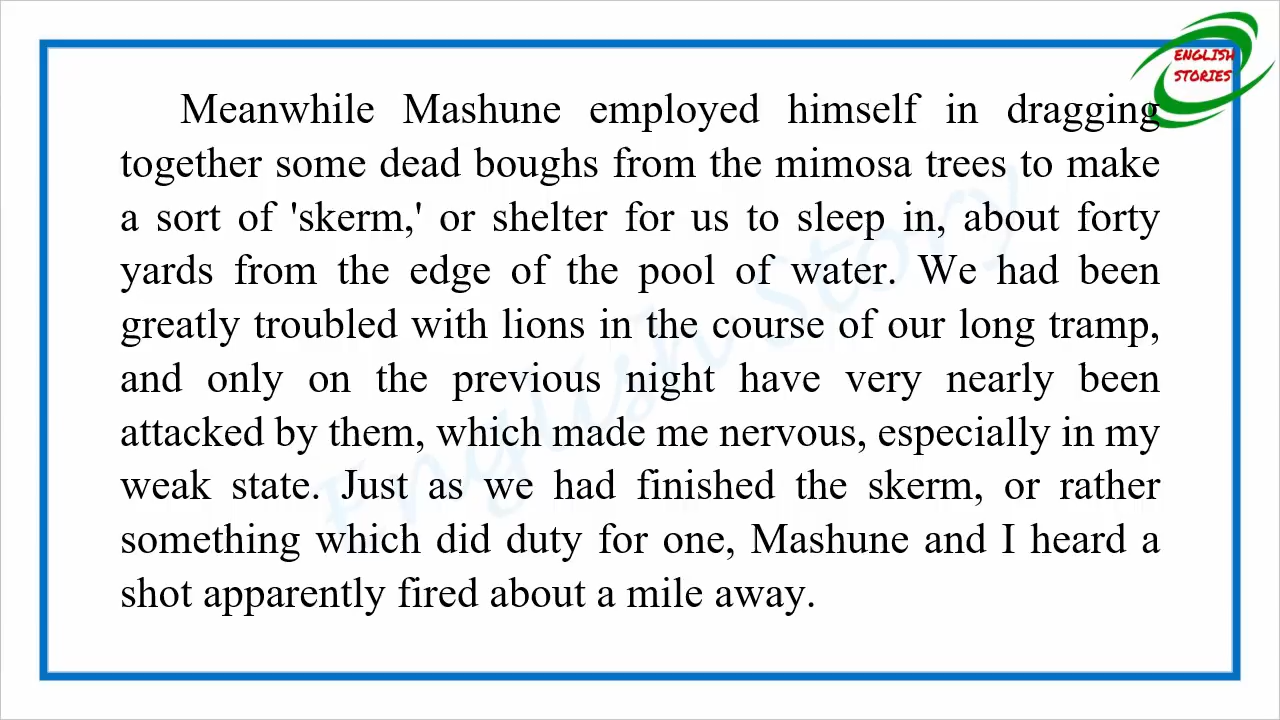 ENGLISH
STORIES
Meanwhile Mashune employed himself in dragging
together some dead boughs from the mimosa trees to make
a sort of 'skerm,' or shelter for us to sleep in, about forty
yards from the edge of the pool of water. We had been
greatly troubled with lions in the course of our long tramp,
and only on the previous night have very nearly been
attacked by them, which made me nervous, especially in my
weak state. Just as we had finished the skerm, or rather
something which did duty for one, Mashune and I heard a
shot apparently fired about a mile away.
English Story